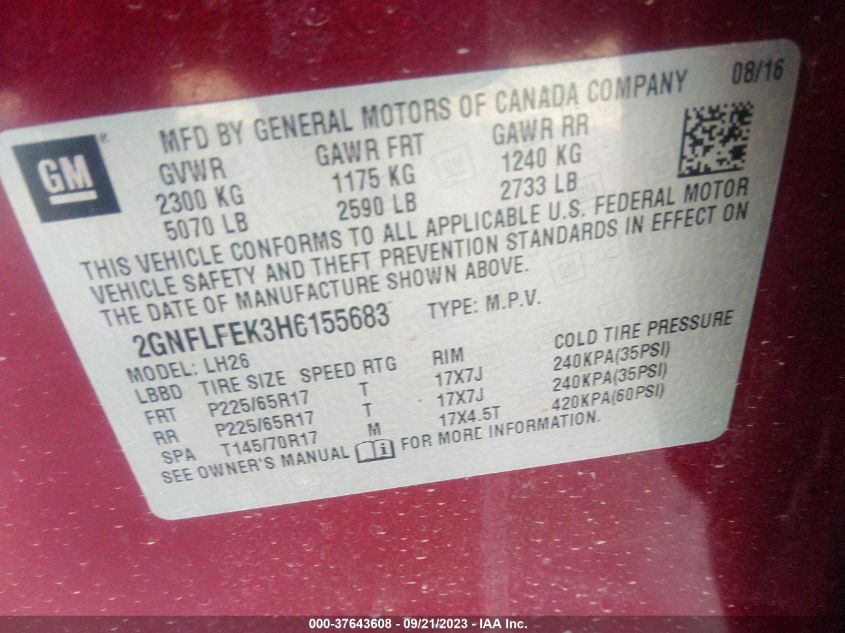 08/16
MFD BY GENERAL MOTORS OF CANADA COMPANY
GM®
GVWR GAWR FRT GAWR RR
2300 KG 1175 KG 1240 KG
5070 LB 2590 LB 2733 LB
THIS VEHICLE CONFORMS TO ALL APPLICABLE U.S. FEDERAL MOTOR
VEHICLE SAFETY AND THEFT PREVENTION STANDARDS IN EFFECT ON
THE DATE OF MANUFACTURE SHOWN ABOVE.
2GNFLFEK3H6155683 TYPE: M.P.V.
MODEL: LH26
LBBD TIRE SIZE SPEED RTG RIM COLD TIRE PRESSURE
FRT P225/65R17 T 17X7J 240KPA(35PSI)
RR P225/65R17 T 17X7J 240KPA(35PSI)
SPA T145/70R17 M 17X4.5T 420KPA(60PSI)
SEE OWNER'S MANUAL FOR MORE INFORMATION.
000-37643608 - 09/21/2023 - IAA Inc.